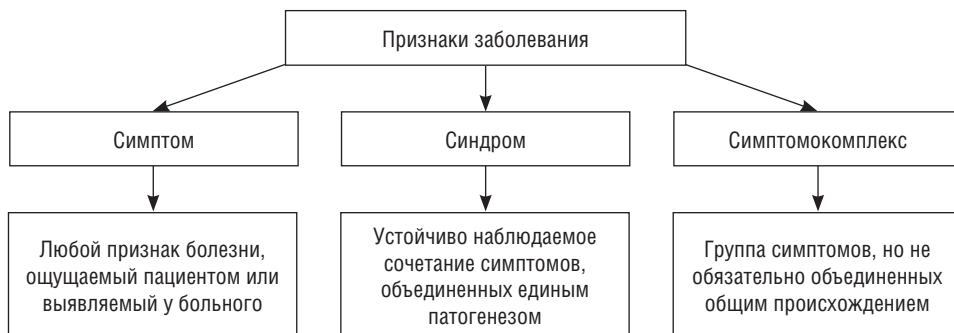 Признаки заболевания
Симптом
Синдром
Симптомокомплекс
Любой признак болезни,
ощущаемый пациентом или
выявляемый у больного
Устойчиво наблюдаемое
сочетание симптомов,
объединенных единым
патогенезом
Группа симптомов, но не
обязательно объединенных
общим происхождением